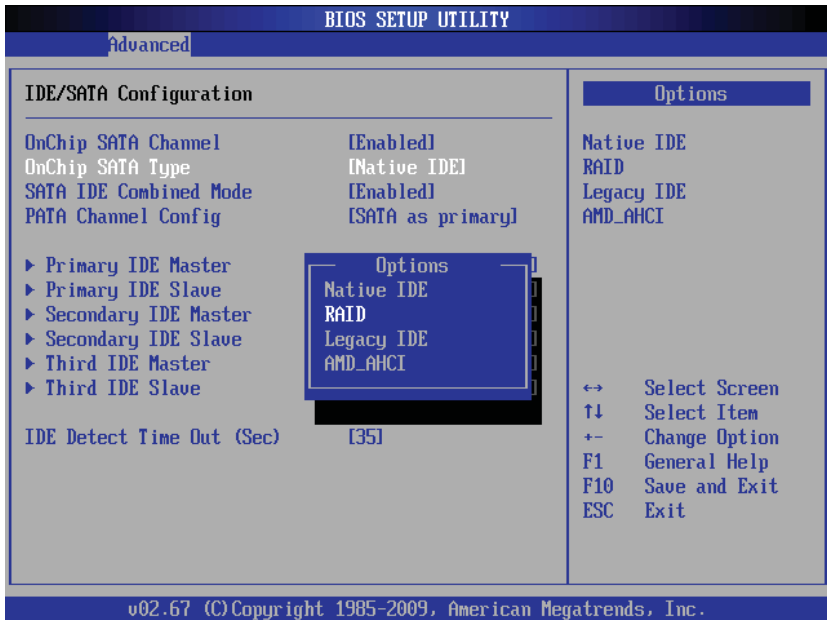 BIOS SETUP UTILITY
Advanced
IDE/SATA Configuration
OnChip SATA Channel [Enabled]
OnChip SATA Type [Native IDE]
SATA IDE Combined Mode [Enabled]
PATA Channel Config [SATA as primary]
▶ Primary IDE Master ]
▶ Primary IDE Slave ]
▶ Secondary IDE Master ]
▶ Secondary IDE Slave ]
▶ Third IDE Master ]
▶ Third IDE Slave ]
IDE Detect Time Out (Sec) [35]
Options
Native IDE
RAID
Legacy IDE
AMD_AHCI
Options
Native IDE
RAID
Legacy IDE
AMD_AHCI
↔ Select Screen
↑↓ Select Item
+- Change Option
F1 General Help
F10 Save and Exit
ESC Exit
v02.67 (C)Copyright 1985-2009, American Megatrends, Inc.